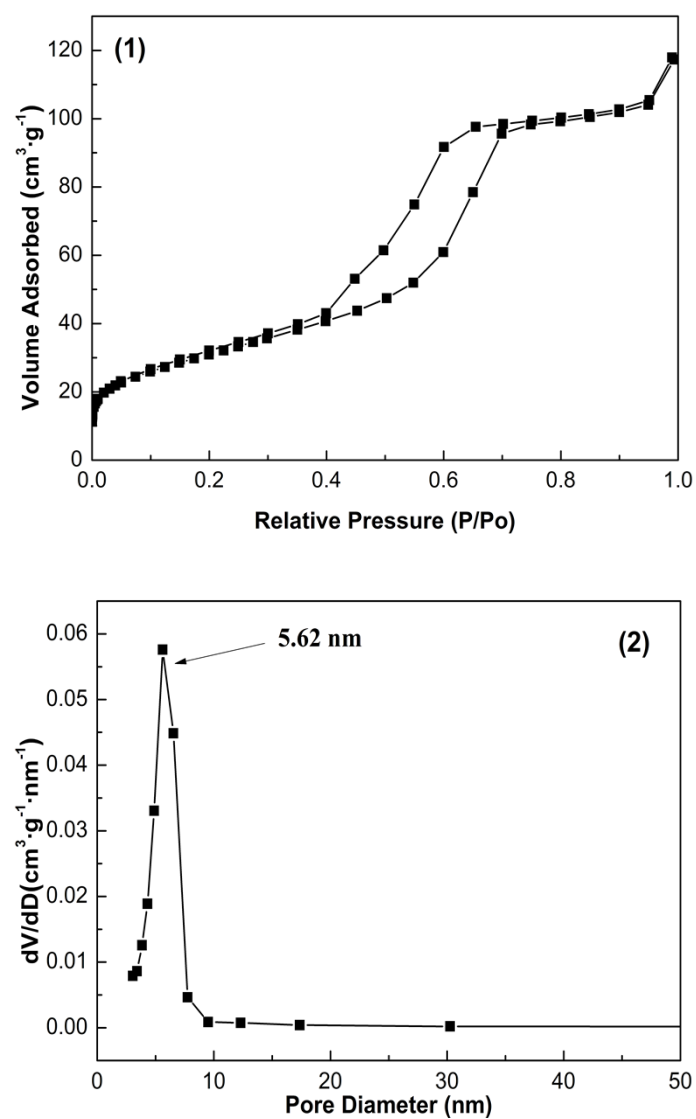 (1)
120
100
80
60
40
20
0
Volume Adsorbed (cm³·g⁻¹)
0.0 0.2 0.4 0.6 0.8 1.0
Relative Pressure (P/Po)
(2)
5.62 nm
0.06
0.05
0.04
0.03
0.02
0.01
0.00
dV/dD(cm³·g⁻¹·nm⁻¹)
0 10 20 30 40 50
Pore Diameter (nm)